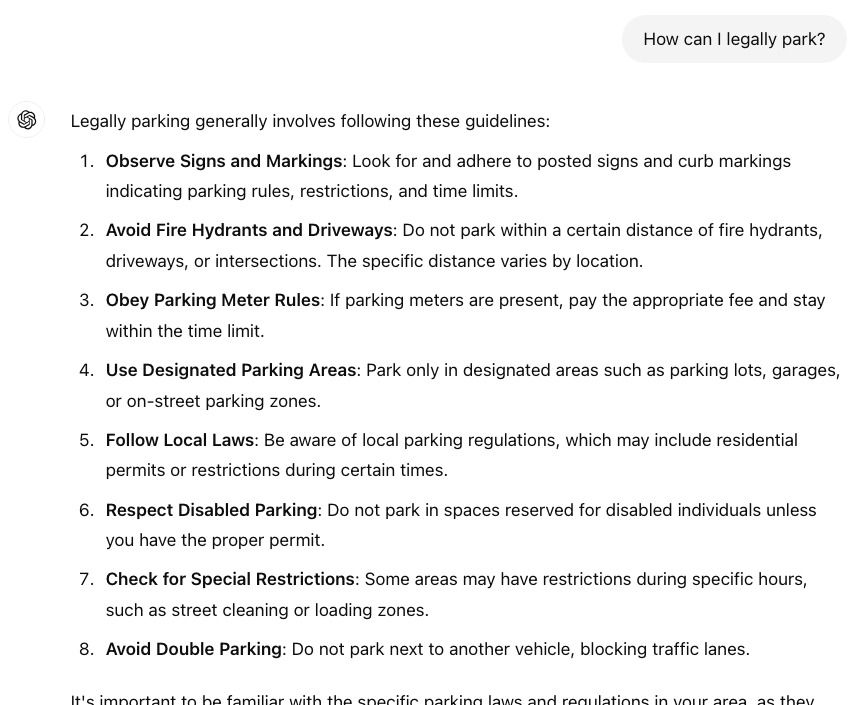 How can I legally park?
Legally parking generally involves following these guidelines:
1. Observe Signs and Markings: Look for and adhere to posted signs and curb markings
indicating parking rules, restrictions, and time limits.
2. Avoid Fire Hydrants and Driveways: Do not park within a certain distance of fire hydrants,
driveways, or intersections. The specific distance varies by location.
3. Obey Parking Meter Rules: If parking meters are present, pay the appropriate fee and stay
within the time limit.
4. Use Designated Parking Areas: Park only in designated areas such as parking lots, garages,
or on-street parking zones.
5. Follow Local Laws: Be aware of local parking regulations, which may include residential
permits or restrictions during certain times.
6. Respect Disabled Parking: Do not park in spaces reserved for disabled individuals unless
you have the proper permit.
7. Check for Special Restrictions: Some areas may have restrictions during specific hours,
such as street cleaning or loading zones.
8. Avoid Double Parking: Do not park next to another vehicle, blocking traffic lanes.
It's important to be familiar with the specific parking laws and regulations in your area, as they